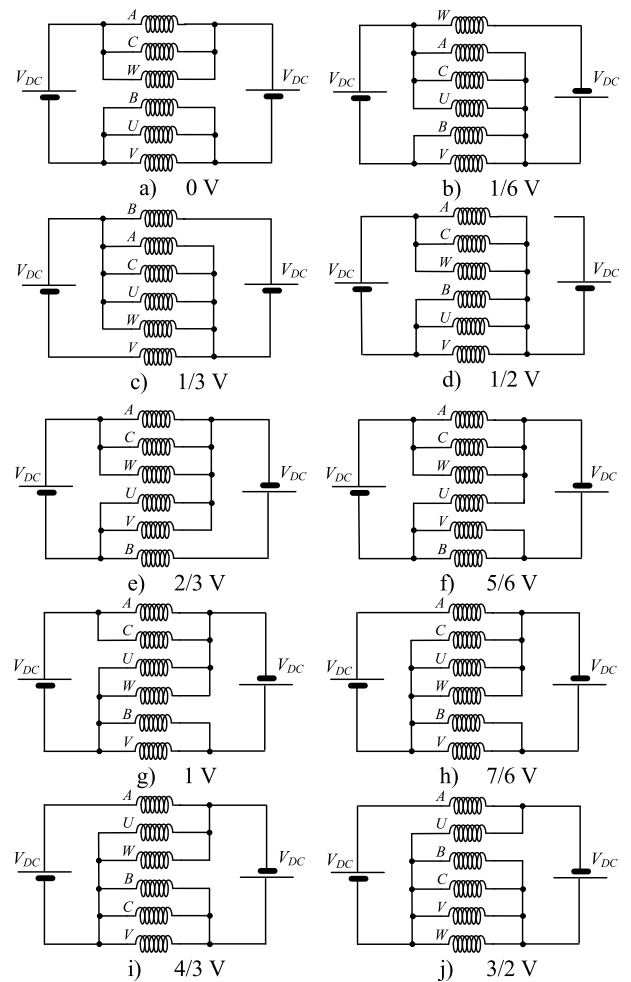 A
C
W
B
U
V
V_DC
V_DC
a) 0 V
W
A
C
U
B
V
V_DC
V_DC
b) 1/6 V
B
A
C
U
W
V
V_DC
V_DC
c) 1/3 V
A
C
W
B
U
V
V_DC
V_DC
d) 1/2 V
A
C
W
U
V
B
V_DC
V_DC
e) 2/3 V
A
C
W
U
V
B
V_DC
V_DC
f) 5/6 V
A
C
U
W
B
V
V_DC
V_DC
g) 1 V
A
C
U
W
B
V
V_DC
V_DC
h) 7/6 V
A
U
W
B
C
V
V_DC
V_DC
i) 4/3 V
A
U
B
C
V
W
V_DC
V_DC
j) 3/2 V